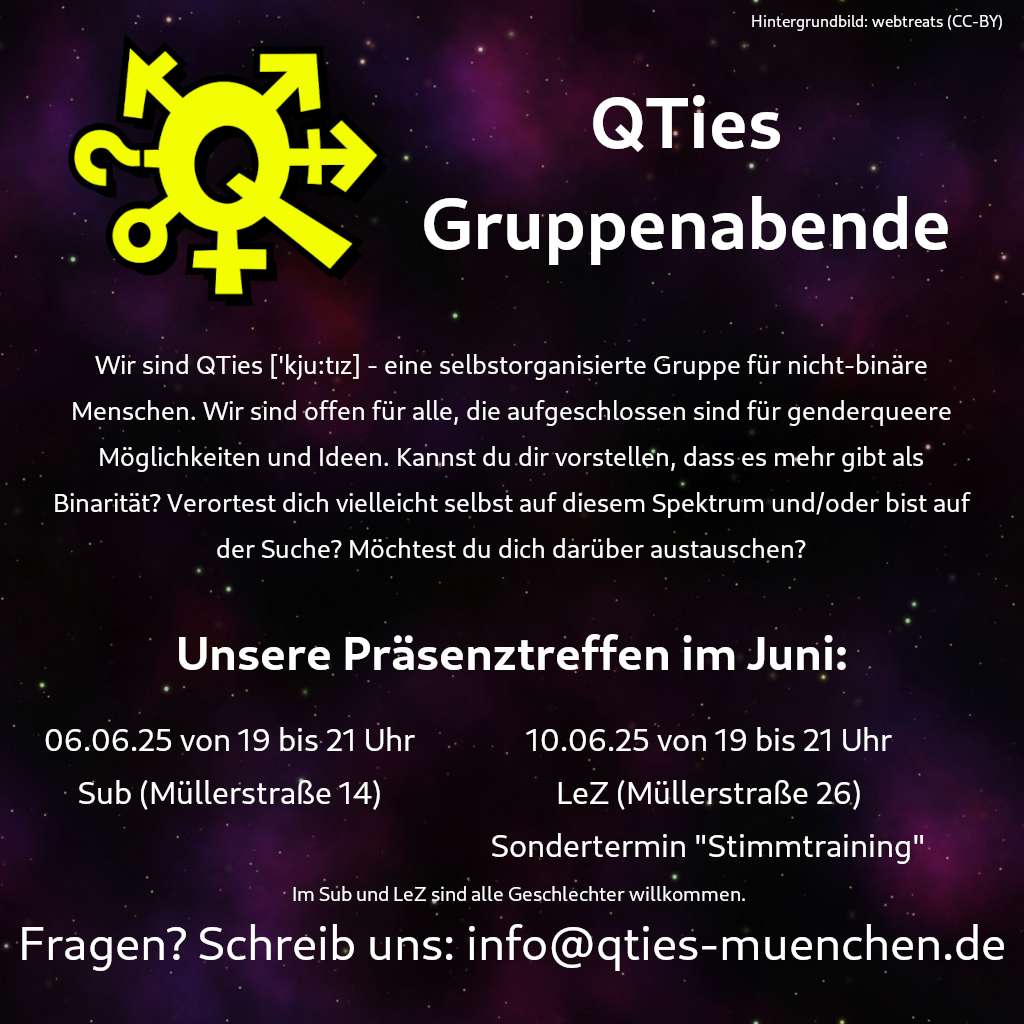 Hintergrundbild: webtreats (CC-BY)
Q
QTies
Gruppenabende
Wir sind QTies ['kju:tɪz] - eine selbstorganisierte Gruppe für nicht-binäre
Menschen. Wir sind offen für alle, die aufgeschlossen sind für genderqueere
Möglichkeiten und Ideen. Kannst du dir vorstellen, dass es mehr gibt als
Binarität? Verortest dich vielleicht selbst auf diesem Spektrum und/oder bist auf
der Suche? Möchtest du dich darüber austauschen?
Unsere Präsenztreffen im Juni:
06.06.25 von 19 bis 21 Uhr
Sub (Müllerstraße 14)
10.06.25 von 19 bis 21 Uhr
LeZ (Müllerstraße 26)
Sondertermin "Stimmtraining"
Im Sub und LeZ sind alle Geschlechter willkommen.
Fragen? Schreib uns: info@qties-muenchen.de